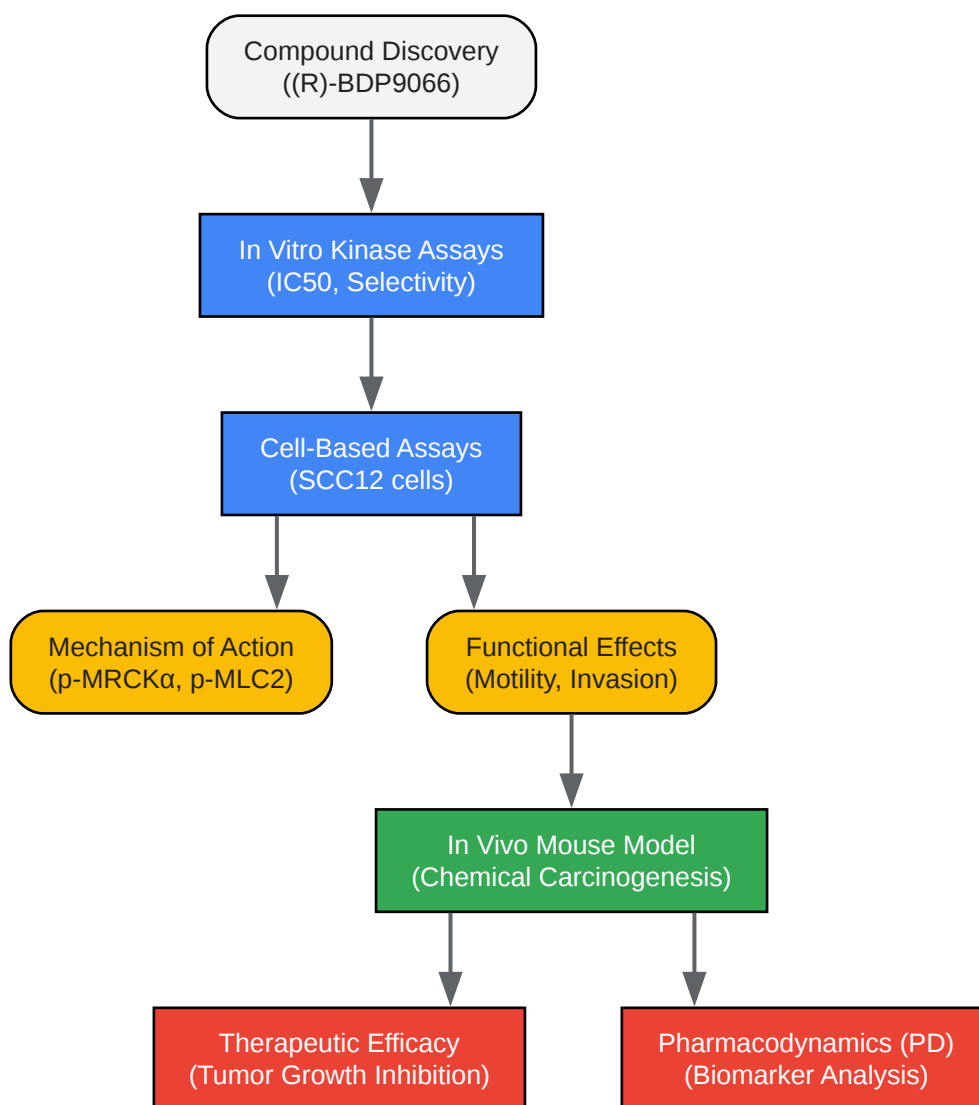 Compound Discovery
((R)-BDP9066)
In Vitro Kinase Assays
(IC50, Selectivity)
Cell-Based Assays
(SCC12 cells)
Mechanism of Action
(p-MRCKα, p-MLC2)
Functional Effects
(Motility, Invasion)
In Vivo Mouse Model
(Chemical Carcinogenesis)
Therapeutic Efficacy
(Tumor Growth Inhibition)
Pharmacodynamics (PD)
(Biomarker Analysis)